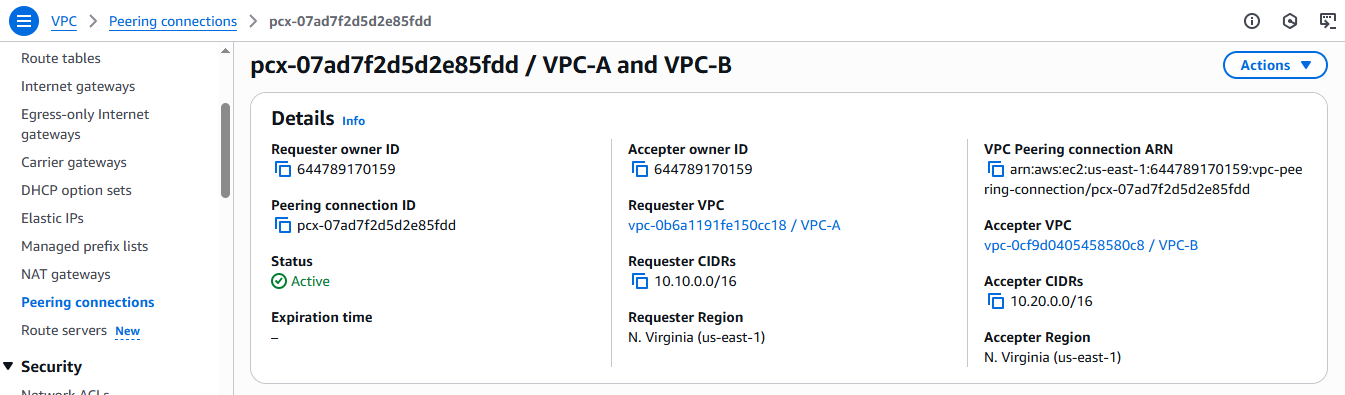 VPC > Peering connections > pcx-07ad7f2d5d2e85fdd
Route tables
Internet gateways
Egress-only Internet
gateways
Carrier gateways
DHCP option sets
Elastic IPs
Managed prefix lists
NAT gateways
Peering connections
Route servers New
Security
Network ACLs
pcx-07ad7f2d5d2e85fdd / VPC-A and VPC-B
Actions
Details Info
Requester owner ID
644789170159
Peering connection ID
pcx-07ad7f2d5d2e85fdd
Status
Active
Expiration time
–
Accepter owner ID
644789170159
Requester VPC
vpc-0b6a1191fe150cc18 / VPC-A
Requester CIDRs
10.10.0.0/16
Requester Region
N. Virginia (us-east-1)
VPC Peering connection ARN
arn:aws:ec2:us-east-1:644789170159:vpc-pee
ring-connection/pcx-07ad7f2d5d2e85fdd
Accepter VPC
vpc-0cf9d0405458580c8 / VPC-B
Accepter CIDRs
10.20.0.0/16
Accepter Region
N. Virginia (us-east-1)